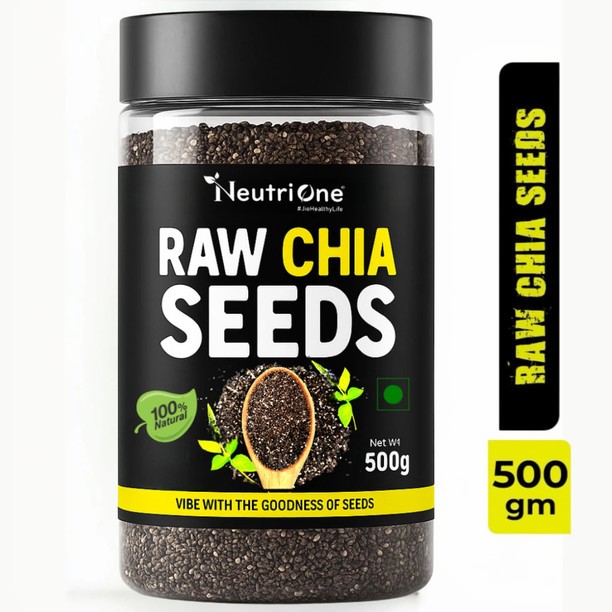 NeutriOne®
#JioHealthyLife
RAW CHIA
SEEDS
100%
Natural
Net Wt
500g
VIBE WITH THE GOODNESS OF SEEDS
RAW CHIA SEEDS
500
gm